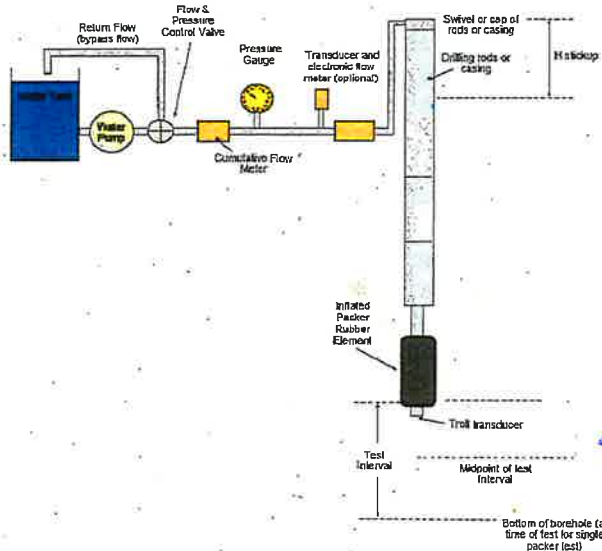 Flow &
Pressure
Control Valve
Return Flow
(bypass flow)
Pressure
Gauge
Transducer and
electronic flow
meter (optional)
Swivel or cap of
rods or casing
Drilling rods or
casing
H stickup
Water Tank
Water
Pump
Cumulative Flow
Meter
Inflated
Packer
Rubber
Element
Troll transducer
Test
Interval
Midpoint of test
Interval
Bottom of borehole (a
time of test for single
packer test)